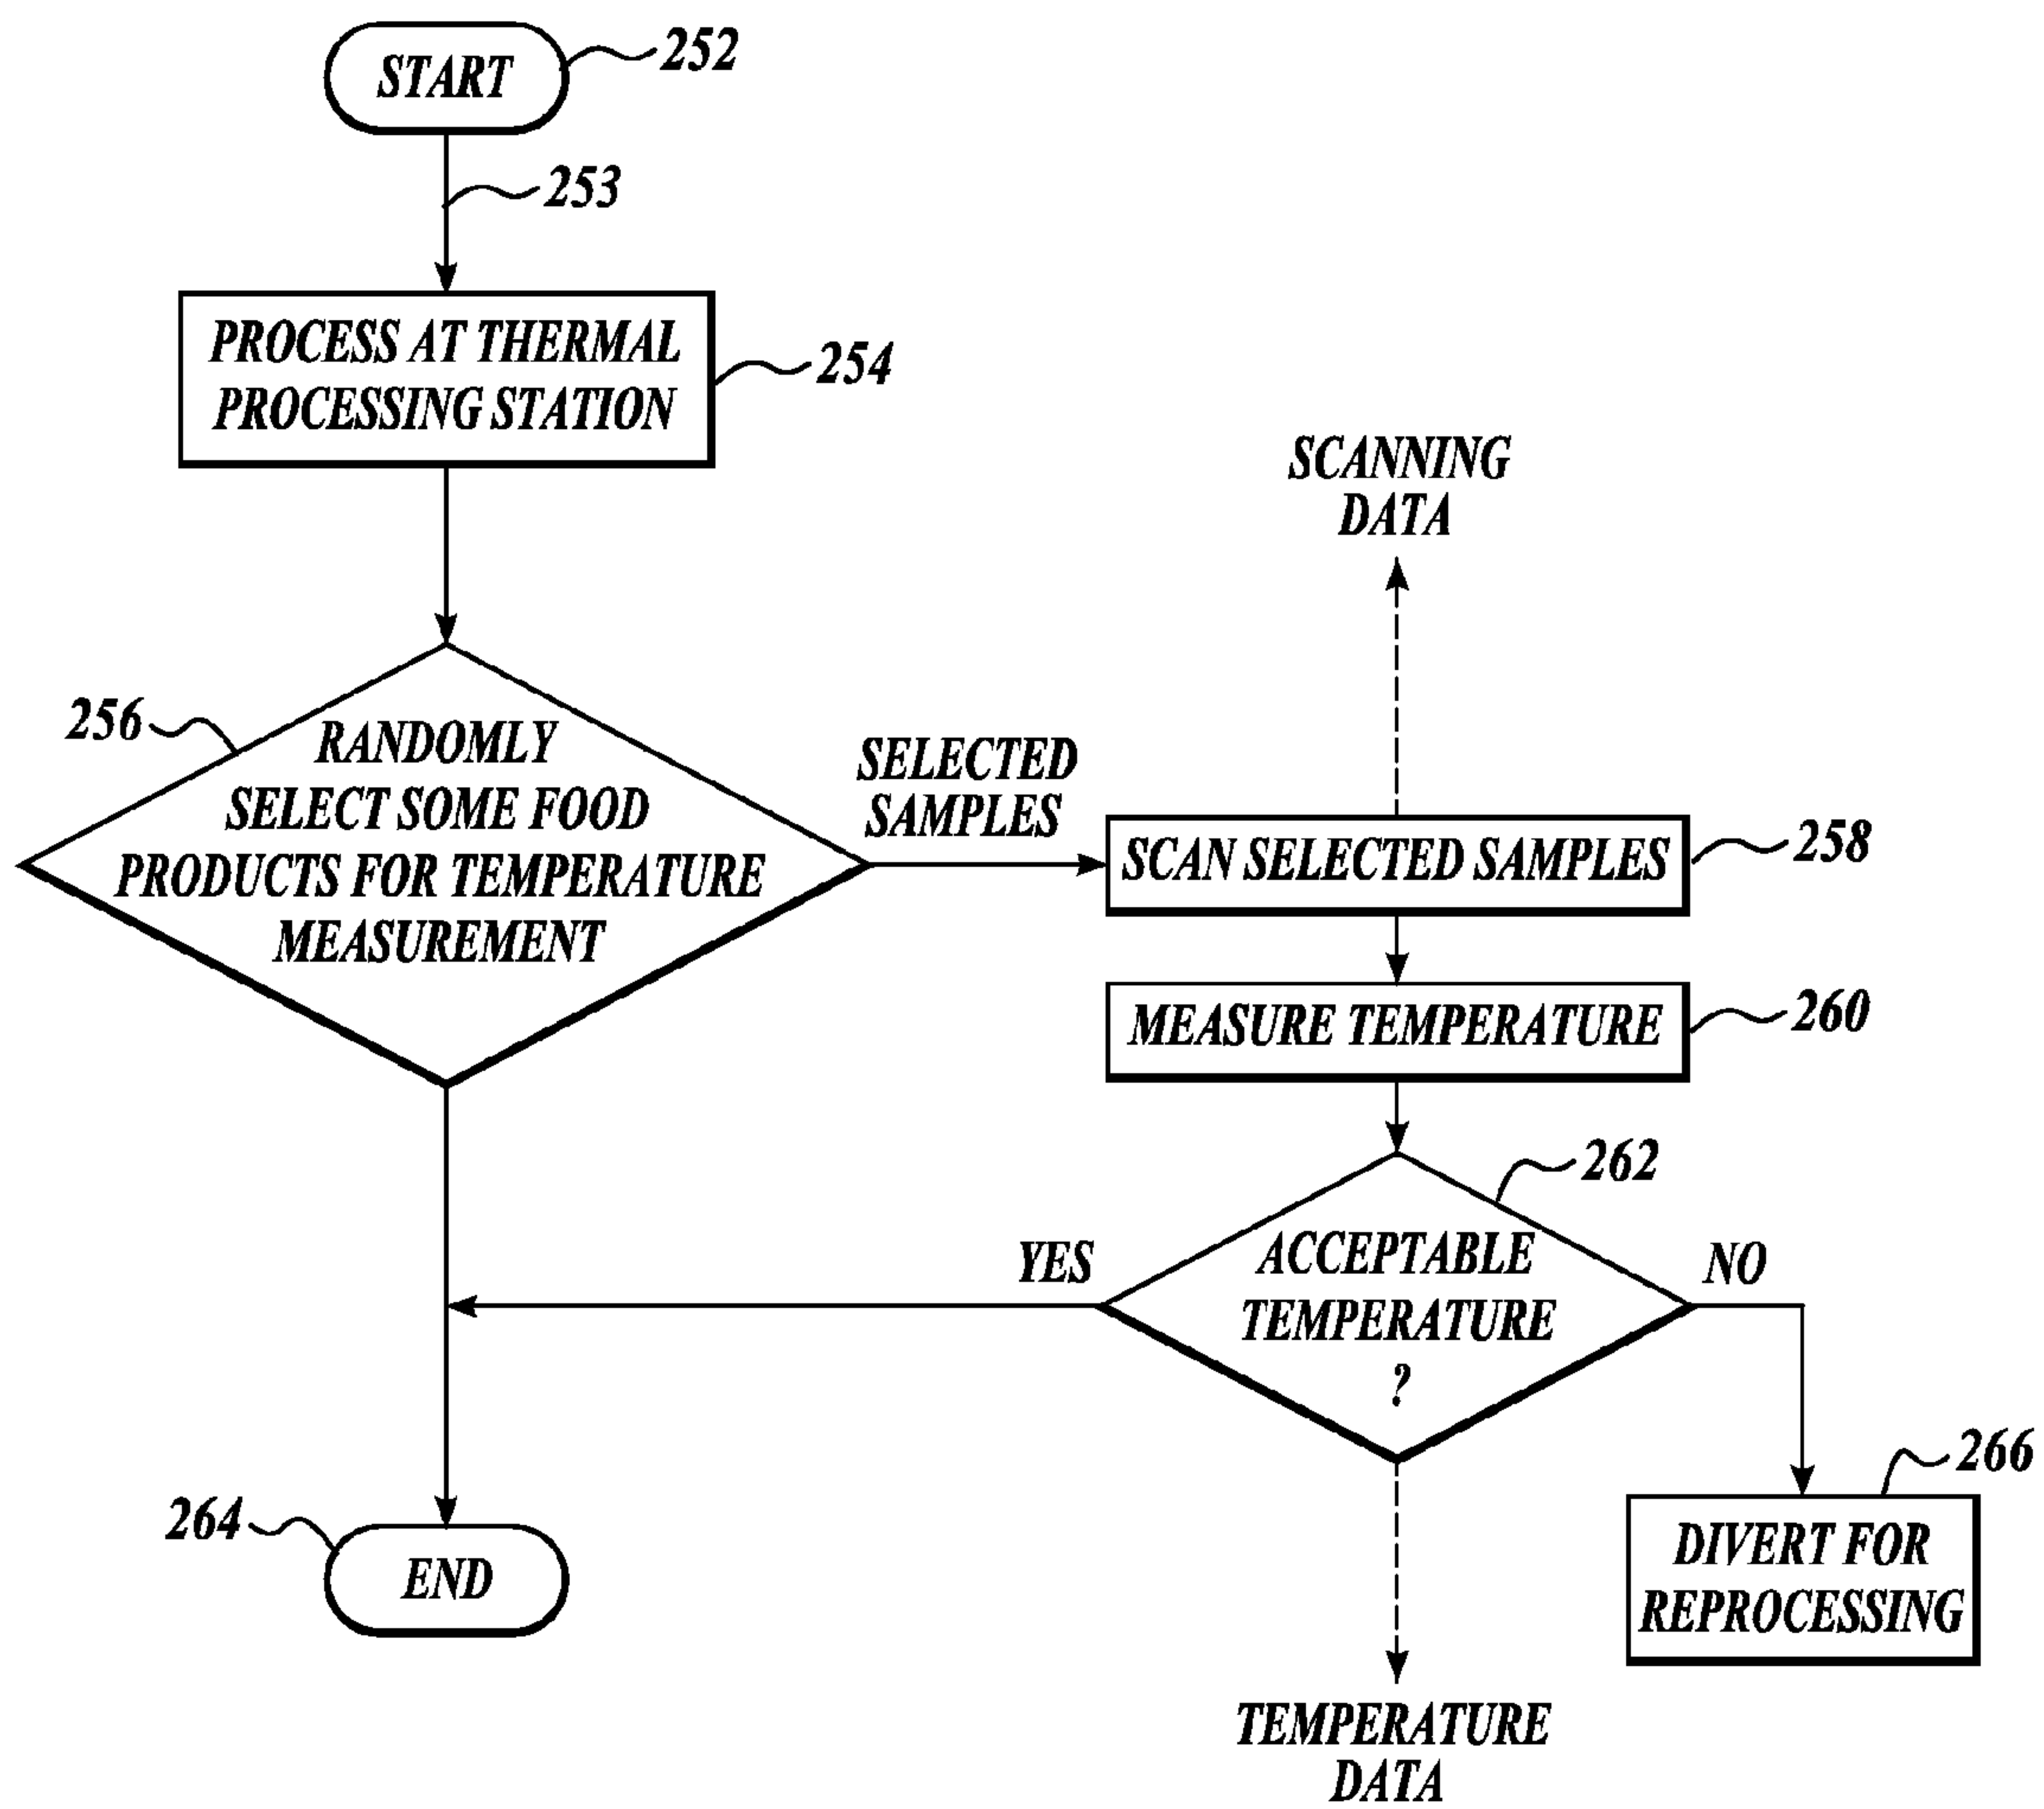 START
252
253
PROCESS AT THERMAL
PROCESSING STATION
254
SCANNING
DATA
256
RANDOMLY
SELECT SOME FOOD
PRODUCTS FOR TEMPERATURE
MEASUREMENT
SELECTED
SAMPLES
SCAN SELECTED SAMPLES
258
MEASURE TEMPERATURE
260
262
ACCEPTABLE
TEMPERATURE
?
YES
NO
266
DIVERT FOR
REPROCESSING
264
END
TEMPERATURE
DATA